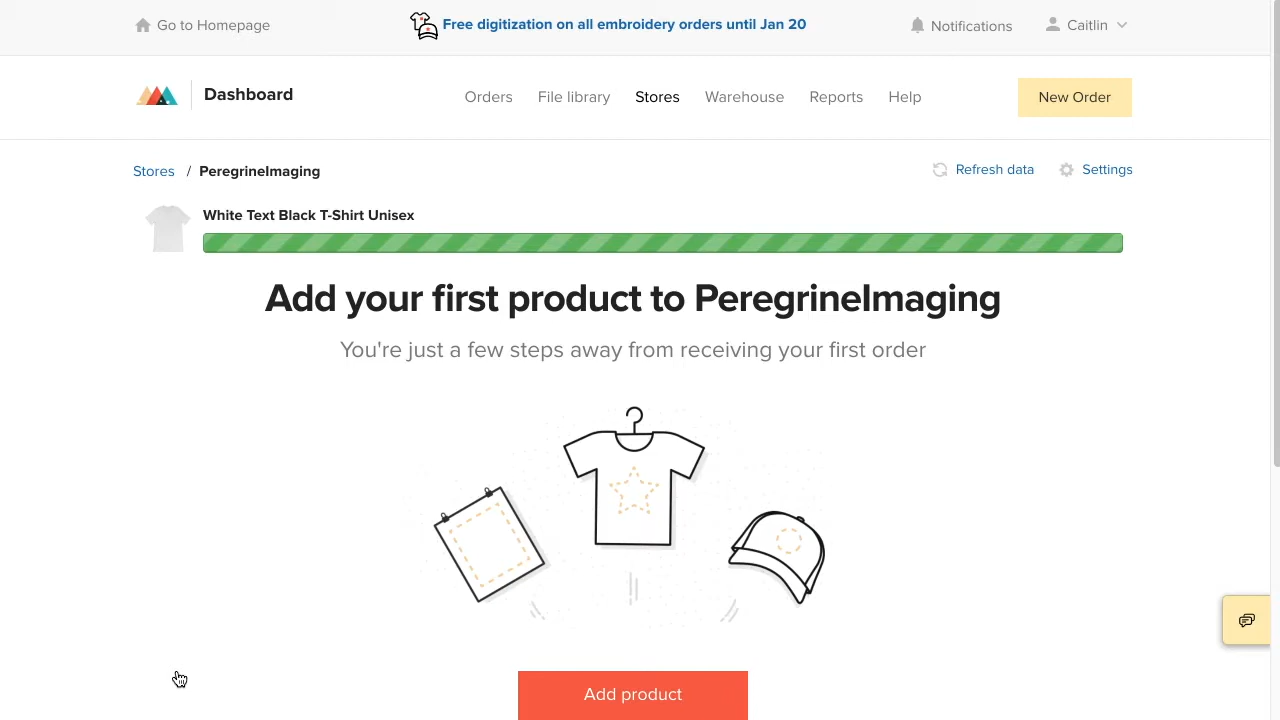 Go to Homepage
Free digitization on all embroidery orders until Jan 20
Notifications
Caitlin
Dashboard
Orders
File library
Stores
Warehouse
Reports
Help
New Order
Stores / PeregrineImaging
Refresh data
Settings
White Text Black T-Shirt Unisex
Add your first product to PeregrineImaging
You're just a few steps away from receiving your first order
Add product